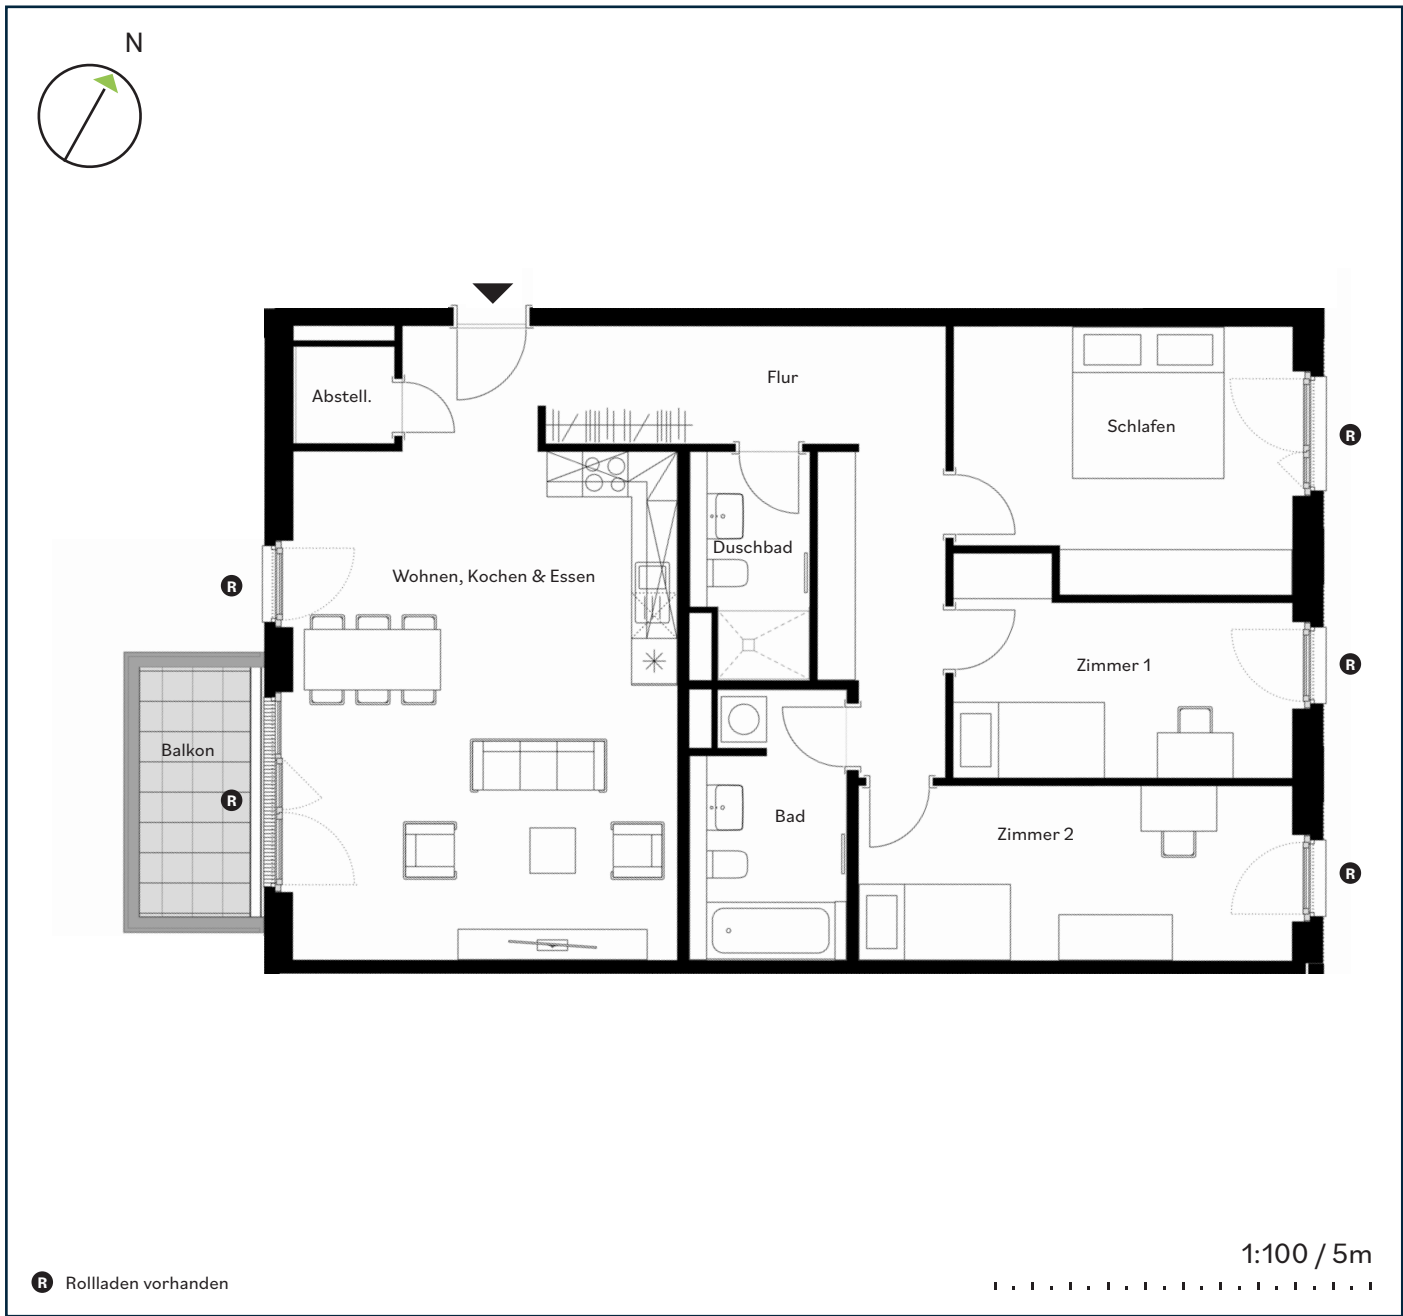 N
Flur
Abstell.
Schlafen
R
Duschbad
Wohnen, Kochen & Essen
R
Zimmer 1
R
Balkon
R
Bad
Zimmer 2
R
1:100 / 5m
R Rollladen vorhanden